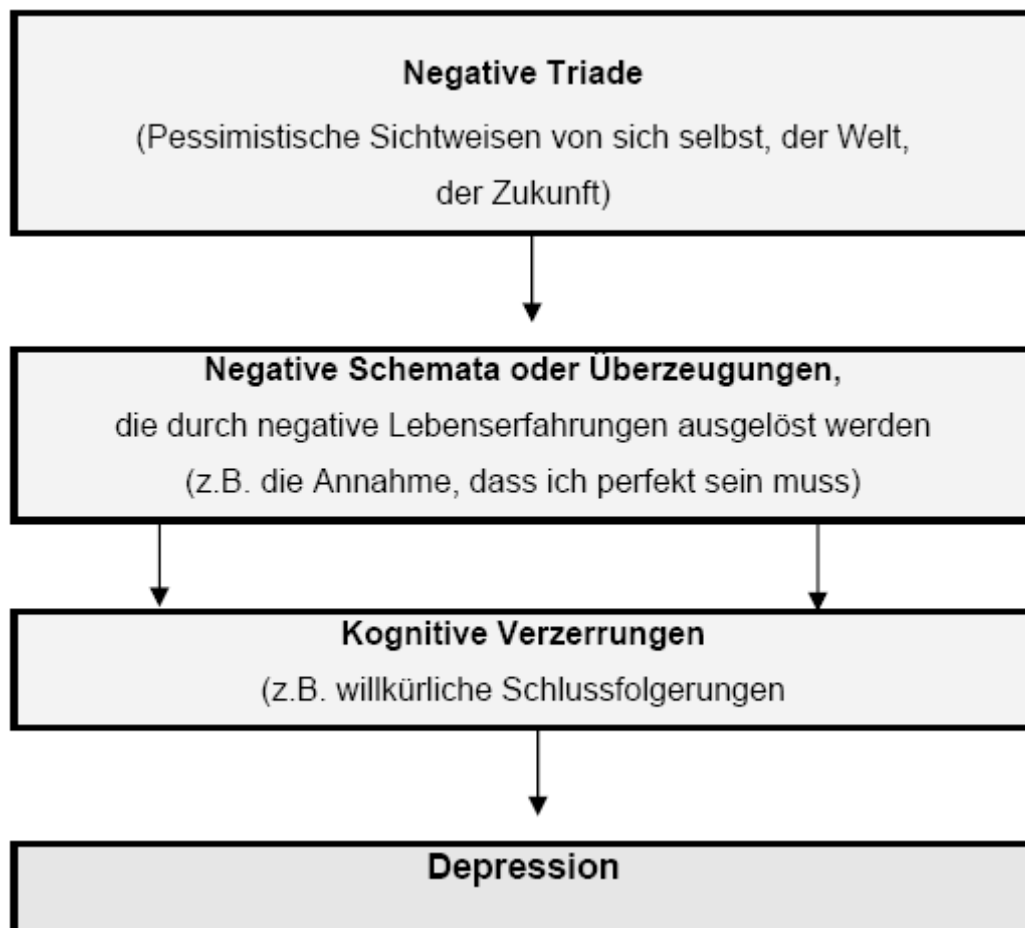 Negative Triade
(Pessimistische Sichtweisen von sich selbst, der Welt,
der Zukunft)
Negative Schemata oder Überzeugungen,
die durch negative Lebenserfahrungen ausgelöst werden
(z.B. die Annahme, dass ich perfekt sein muss)
Kognitive Verzerrungen
(z.B. willkürliche Schlussfolgerungen
Depression